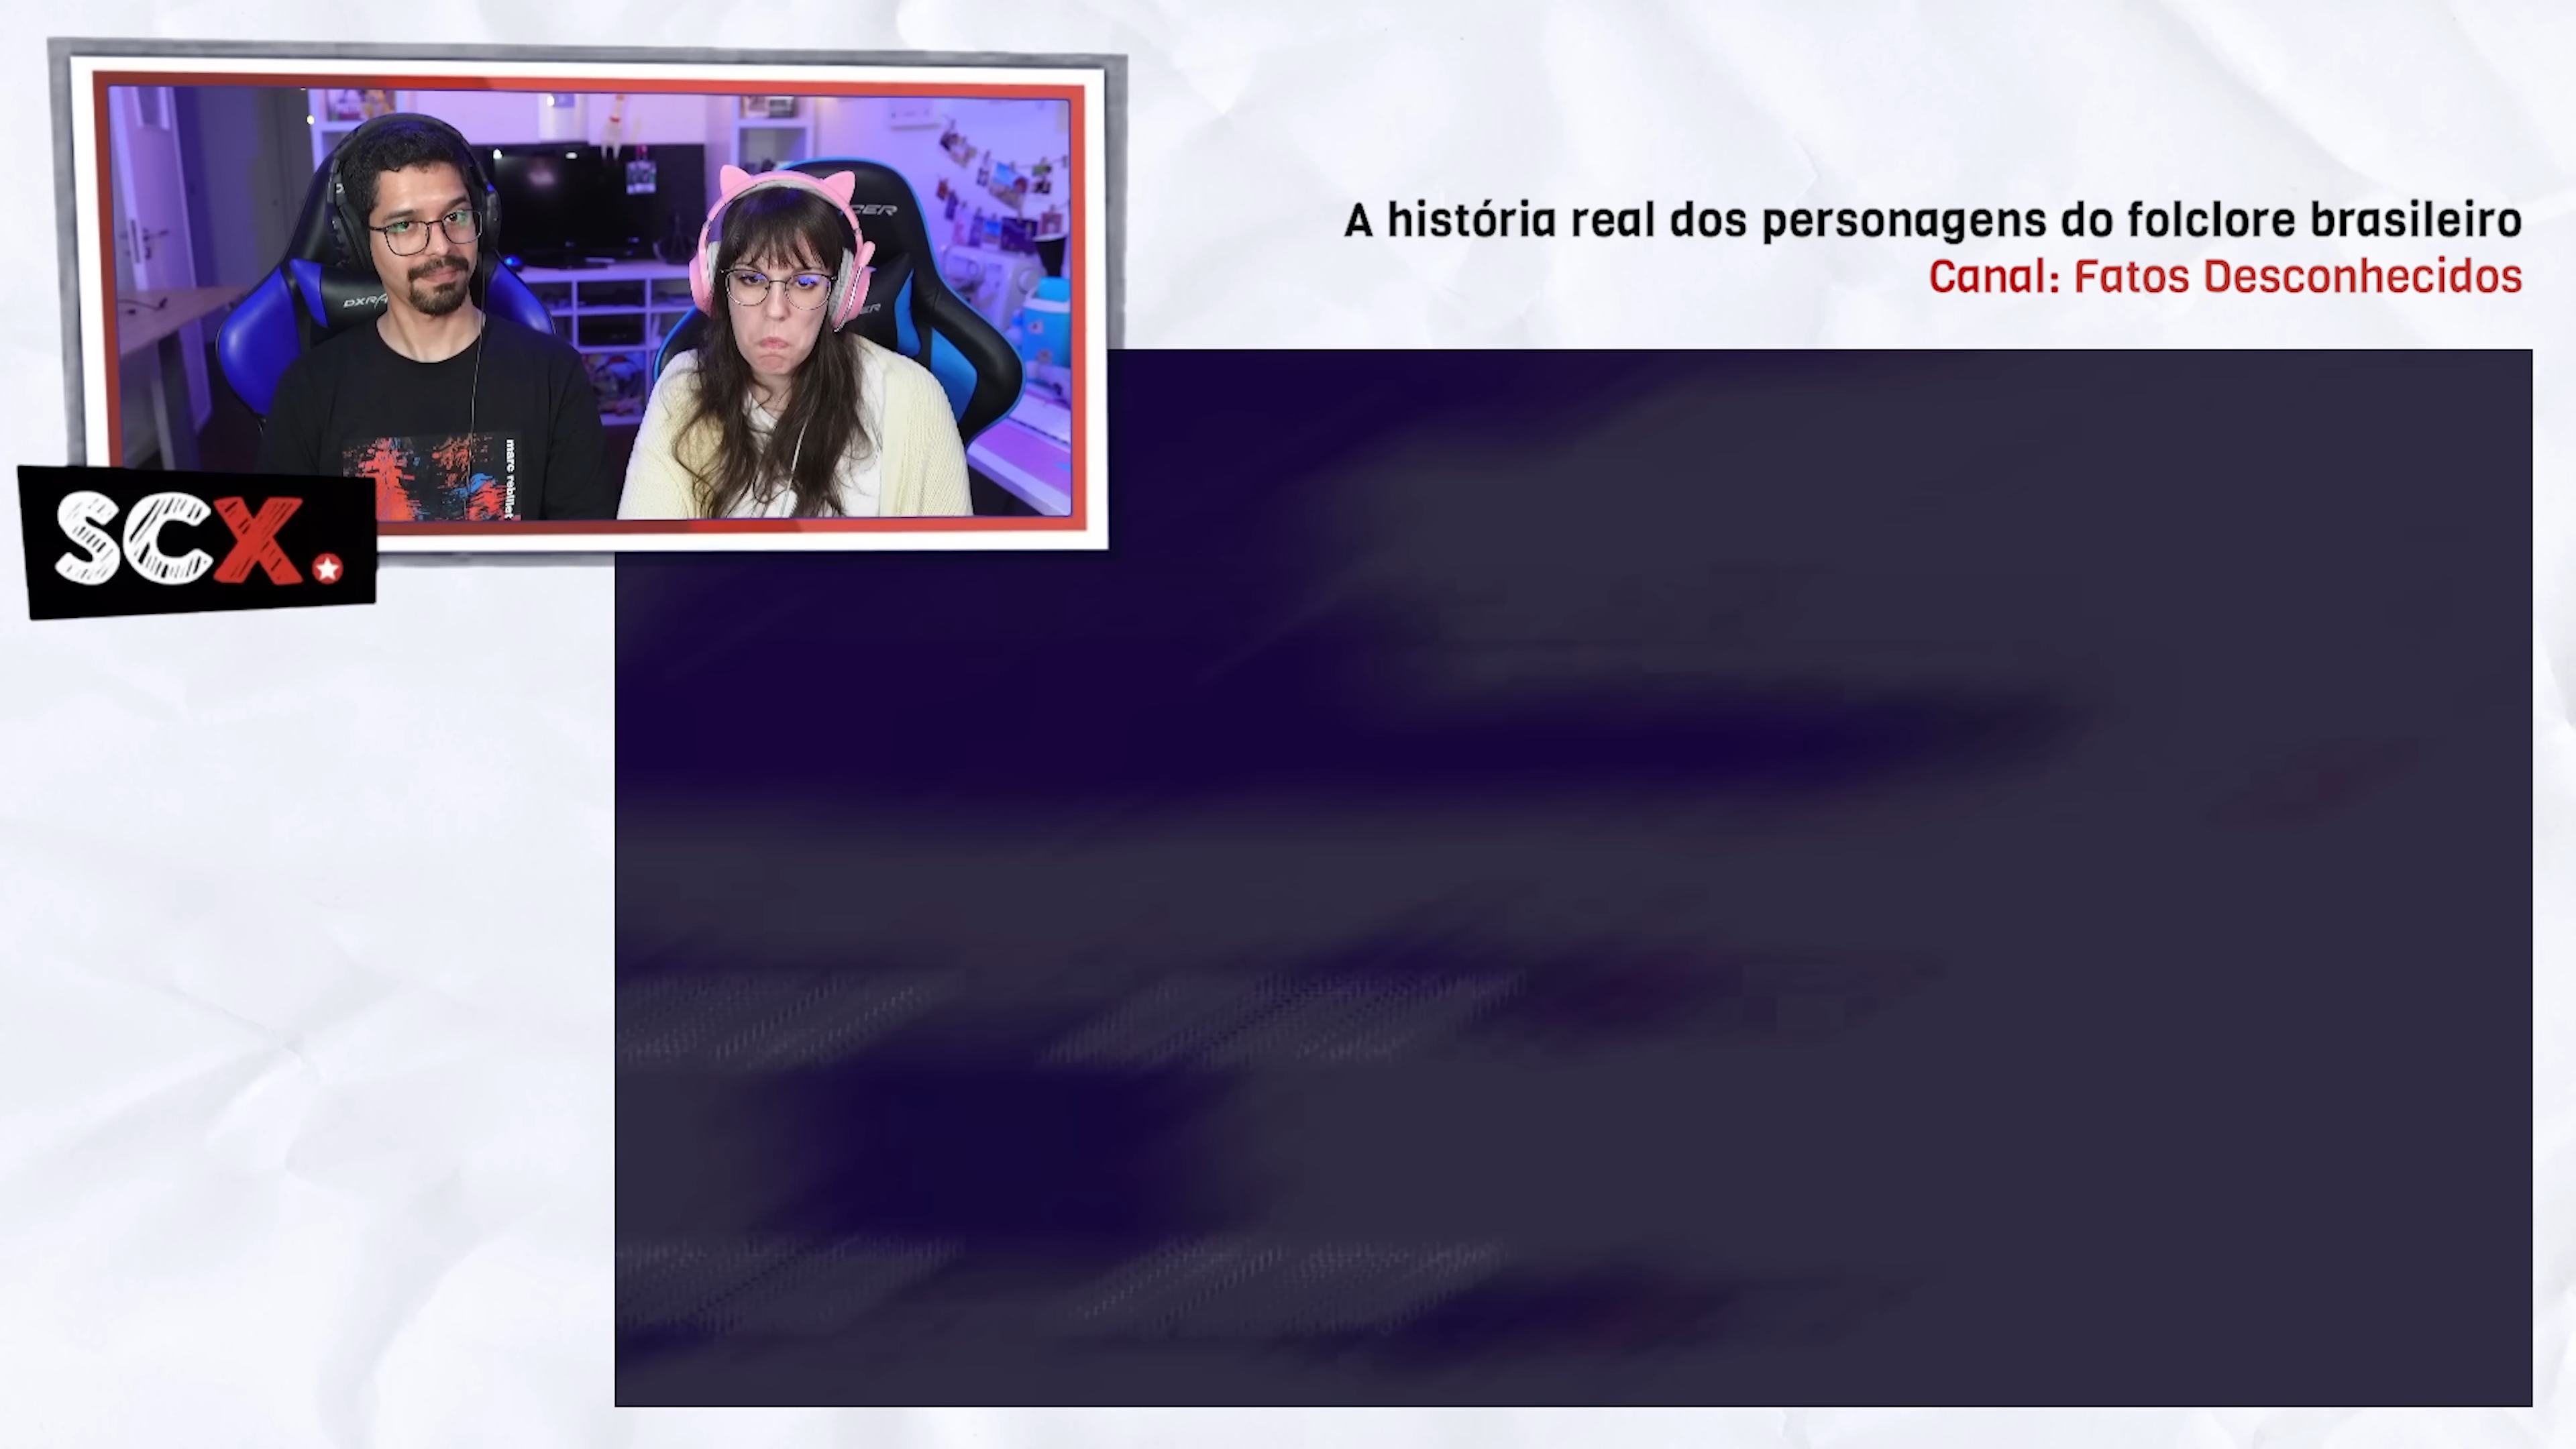 A história real dos personagens do folclore brasileiro
Canal: Fatos Desconhecidos
SCX.